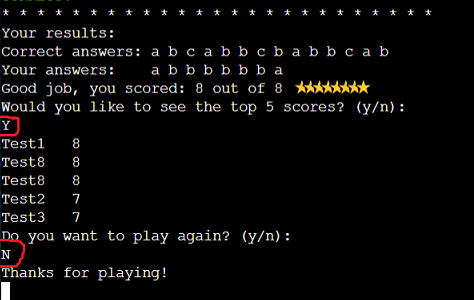 * * * * * * * * * * * * * * * * * * * * * * * * * *
Your results:
Correct answers: a b c a b b c b a b b c a b
Your answers: a b b b b b b a
Good job, you scored: 8 out of 8 ★★★★★★★★
Would you like to see the top 5 scores? (y/n):
Y
Test1 8
Test8 8
Test8 8
Test2 7
Test3 7
Do you want to play again? (y/n):
N
Thanks for playing!